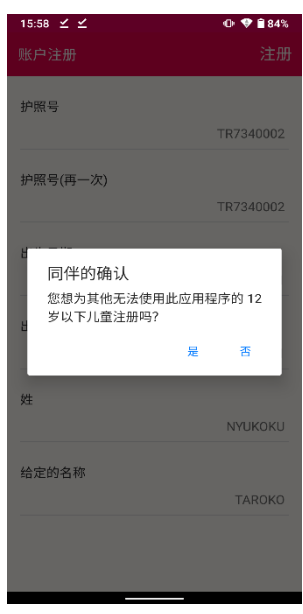 15:58
84%
账户注册
注册
护照号
TR7340002
护照号(再一次)
TR7340002
同伴的确认
您想为其他无法使用此应用程序的 12
岁以下儿童注册吗?
是
否
姓
NYUKOKU
给定的名称
TAROKO